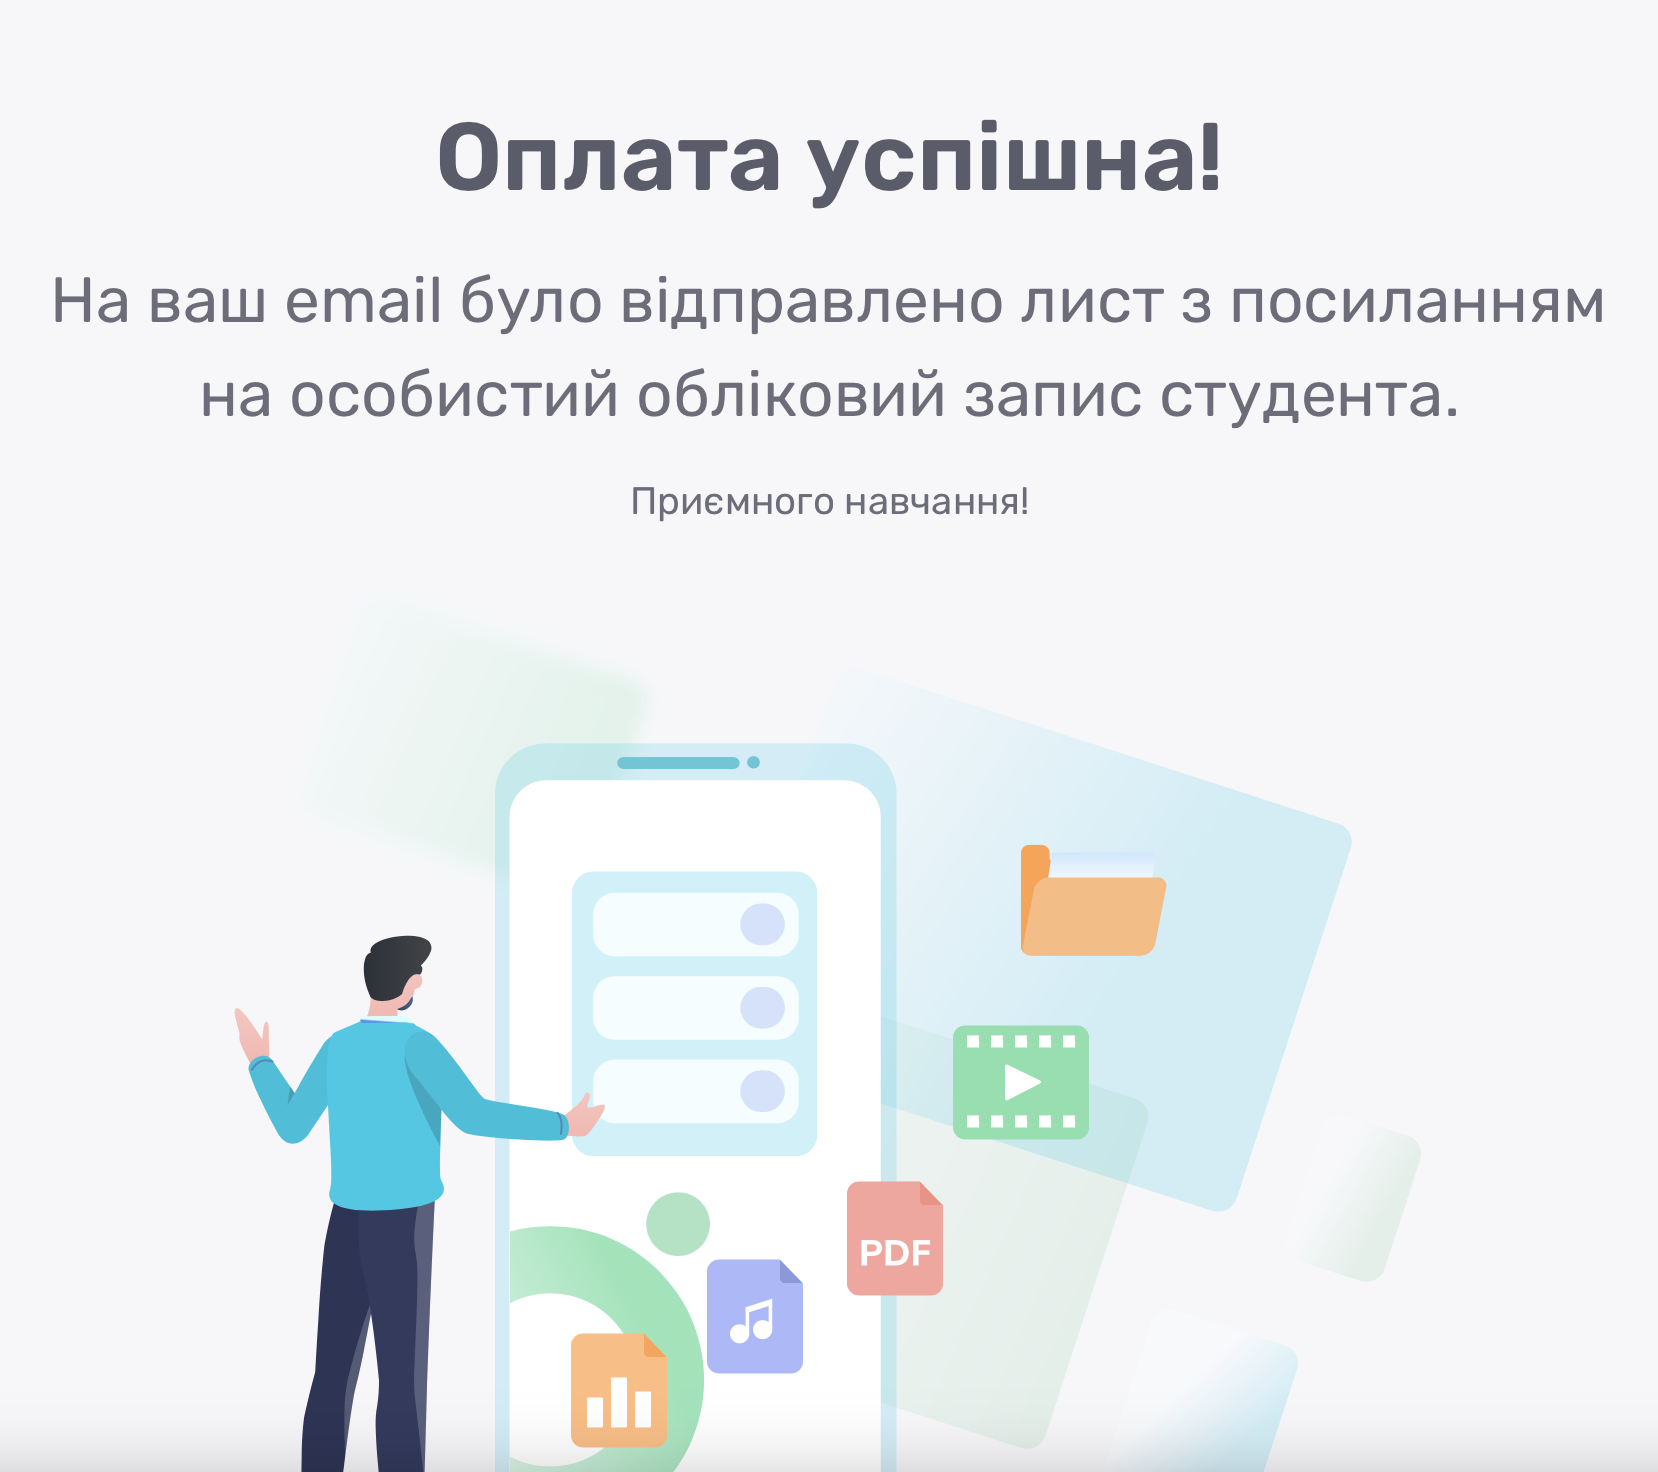 Оплата успішна!
На ваш email було відправлено лист з посиланням
на особистий обліковий запис студента.
Приємного навчання!
PDF